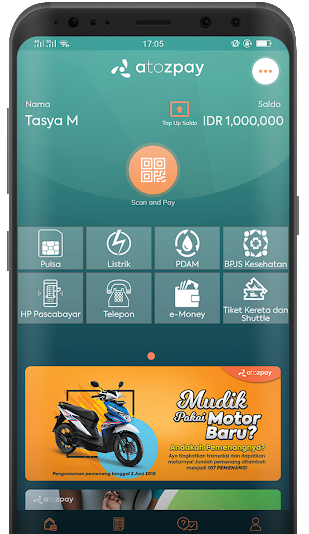 17:05
atozpay
Nama
Saldo
Tasya M
Top Up Saldo
IDR 1,000,000
Scan and Pay
Pulsa
Listrik
PDAM
BPJS Kesehatan
HP Pascabayar
Telepon
e-Money
Tiket Kereta dan
Shuttle
atozpay
Mudik
Pakai Motor
Baru?
Andakah Pemenangnya?
Ayo tingkatkan transaksi dan dapatkan
motornya! Jumlah pemenang ditambah
menjadi 107 PEMENANG!
Pengumuman pemenang tanggal 2 Juni 2018
atozpay